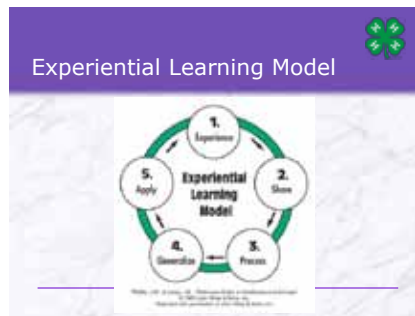 H H
H H
Experiential Learning Model
1.
Experience
5.
Apply
2.
Share
Experiential
Learning
Model
4.
Generalize
3.
Process